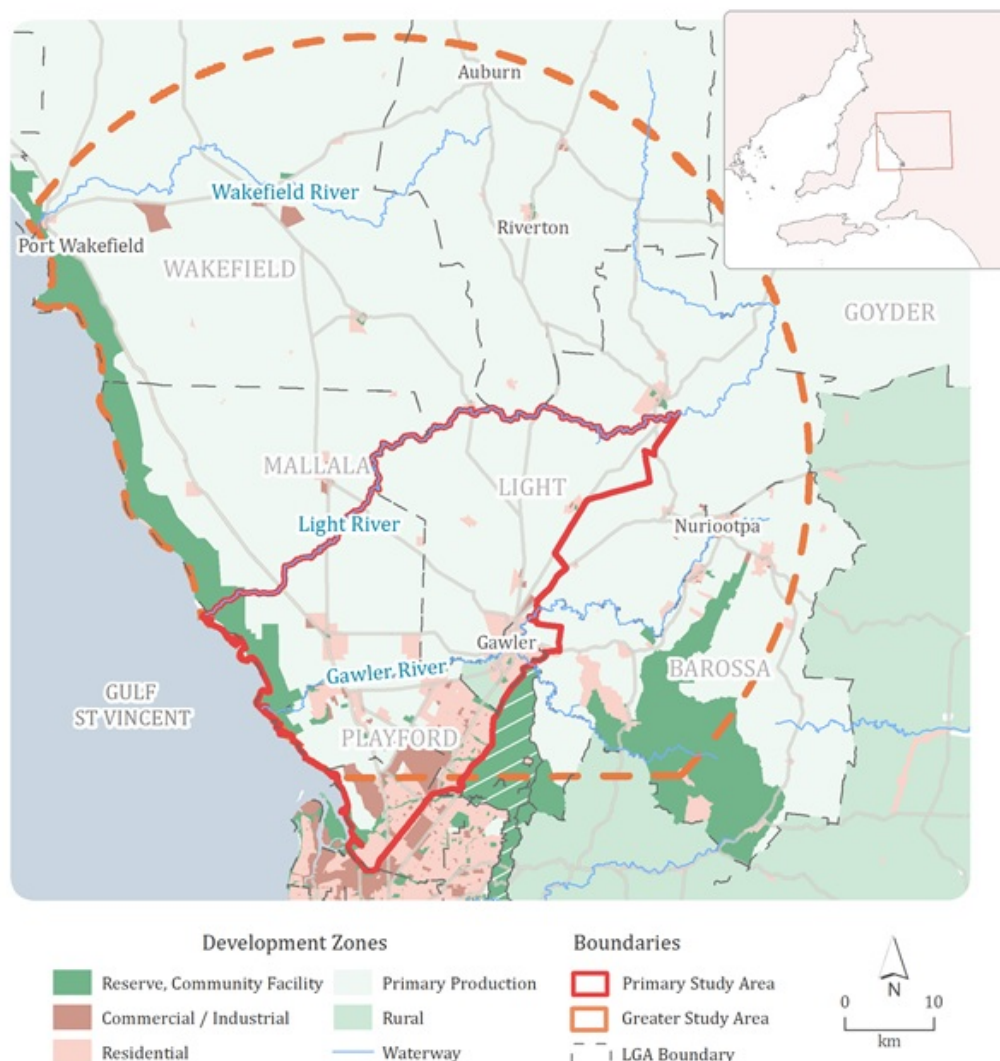 Auburn
Wakefield River
Riverton
Port Wakefield
WAKEFIELD
GOYDER
MALLALA
LIGHT
Light River
Nuriootpa
Gawler
BAROSSA
Gawler River
GULF
ST VINCENT
PLAYFORD
Development Zones
Boundaries
Reserve, Community Facility
Primary Production
Primary Study Area
Commercial / Industrial
Rural
Greater Study Area
Residential
Waterway
LGA Boundary
N
0 10
km